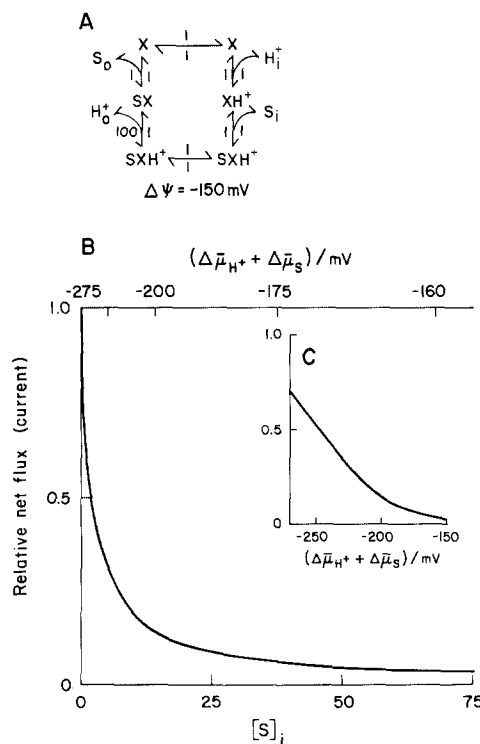 A
X 1 1 X
S₀ 1 1 1 1 H⁺ᵢ
SX XH⁺
H⁺₀ 100 1 1 1 Sᵢ
SXH⁺ 1 1 SXH⁺
Δψ = -150 mV
B
(Δμ̄H⁺ + Δμ̄S) / mV
-275 -200 -175 -160
1.0
0.5
0
Relative net flux (current)
0 25 50 75
[S]ᵢ
C
1.0
0.5
0
-250 -200 -150
(Δμ̄H⁺ + Δμ̄S) / mV